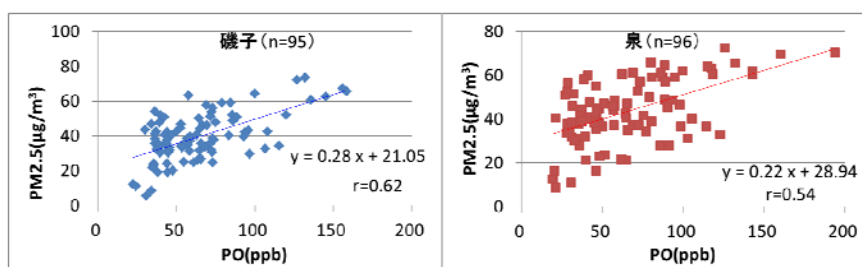 磯子(n=95)
PM2.5(μg/m³)
100
80
60
40
20
0
y = 0.28 x + 21.05
r=0.62
0 50 100 150 200
PO(ppb)
泉(n=96)
PM2.5(μg/m³)
80
60
40
20
0
y = 0.22 x + 28.94
r=0.54
0 50 100 150 200
PO(ppb)